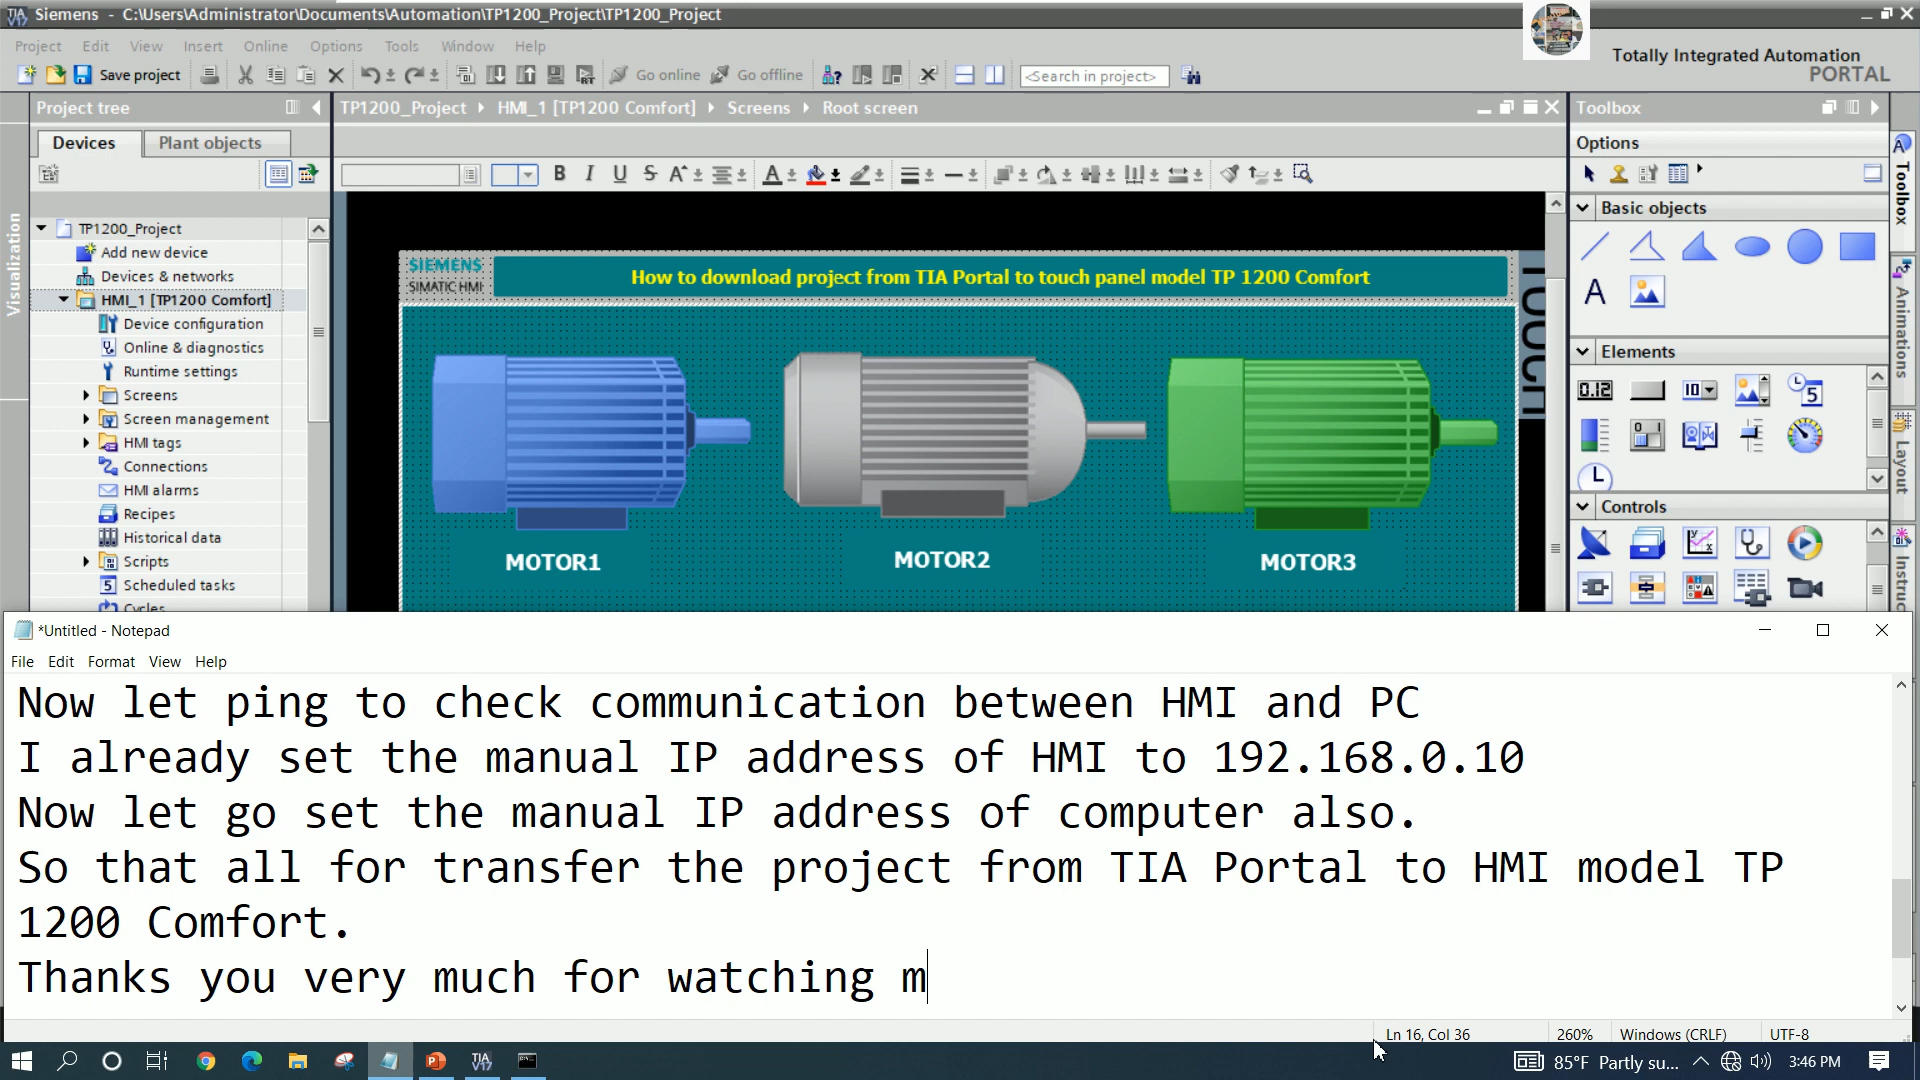 Siemens - C:\Users\Administrator\Documents\Automation\TP1200_Project\TP1200_Project
Project Edit View Insert Online Options Tools Window Help
Totally Integrated Automation
PORTAL
Save project Go online Go offline <Search in project>
Project tree
TP1200_Project HMI_1 [TP1200 Comfort] Screens Root screen
Toolbox
Devices Plant objects
Options
Visualization
Toolbox
Animations
Layout
Basic objects
TP1200_Project
Add new device
Devices & networks
HMI_1 [TP1200 Comfort]
Device configuration
Online & diagnostics
Runtime settings
Screens
Screen management
HMI tags
Connections
HMI alarms
Recipes
Historical data
Scripts
Scheduled tasks
Cycles
SIEMENS
SIMATIC HMI
How to download project from TIA Portal to touch panel model TP 1200 Comfort
TOUCH
MOTOR1
MOTOR2
MOTOR3
Elements
Controls
*Untitled - Notepad
File Edit Format View Help
Now let ping to check communication between HMI and PC
I already set the manual IP address of HMI to 192.168.0.10
Now let go set the manual IP address of computer also.
So that all for transfer the project from TIA Portal to HMI model TP
1200 Comfort.
Thanks you very much for watching m
Ln 16, Col 36 260% Windows (CRLF) UTF-8
85°F Partly su... 3:46 PM